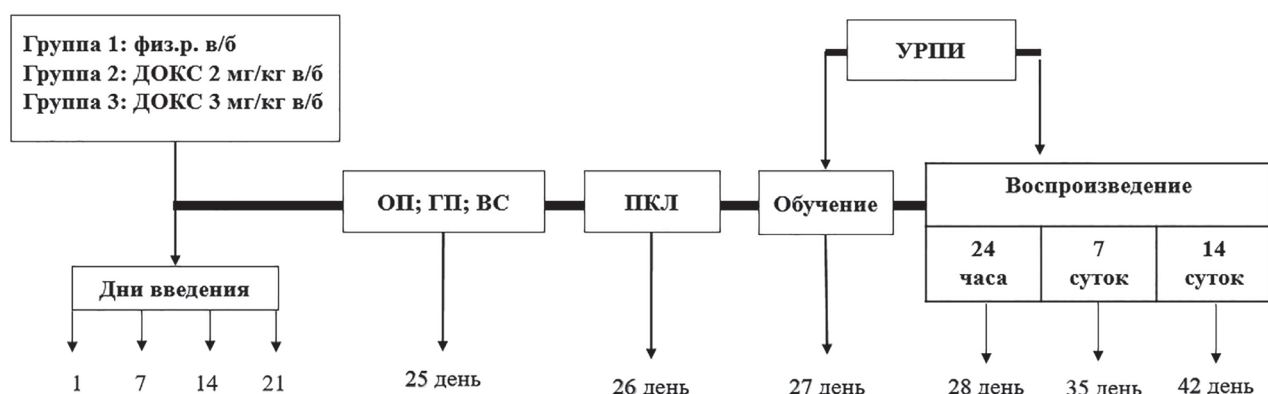 Группа 1: физ.р. в/б
Группа 2: ДОКС 2 мг/кг в/б
Группа 3: ДОКС 3 мг/кг в/б
УРПИ
ОП; ГП; ВС
ПКЛ
Обучение
Воспроизведение
24
часа
7
суток
14
суток
Дни введения
1
7
14
21
25 день
26 день
27 день
28 день
35 день
42 день